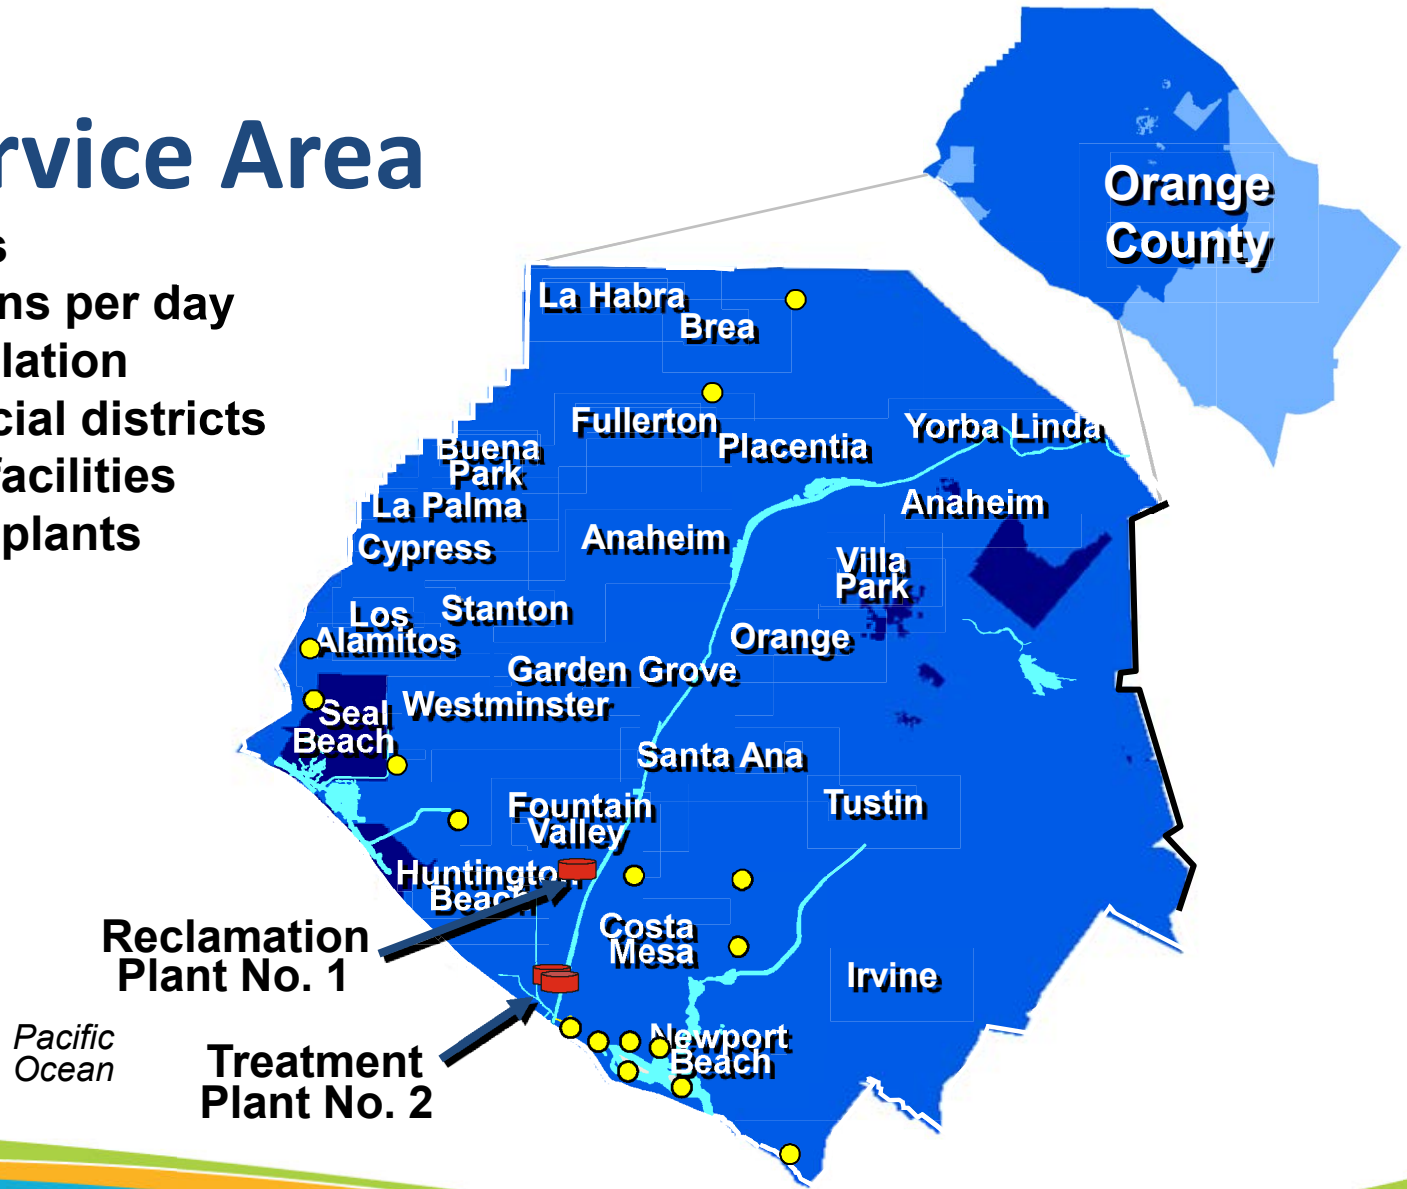 rvice Area
s
ns per day
lation
cial districts
facilities
plants
Orange
County
La Habra
Brea
Fullerton
Placentia
Yorba Linda
Buena
Park
La Palma
Cypress
Anaheim
Anaheim
Villa
Park
Los
Alamitos
Stanton
Orange
Garden Grove
Westminster
Seal
Beach
Santa Ana
Fountain
Valley
Tustin
Huntington
Beach
Costa
Mesa
Irvine
Newport
Beach
Reclamation
Plant No. 1
Treatment
Plant No. 2
Pacific
Ocean